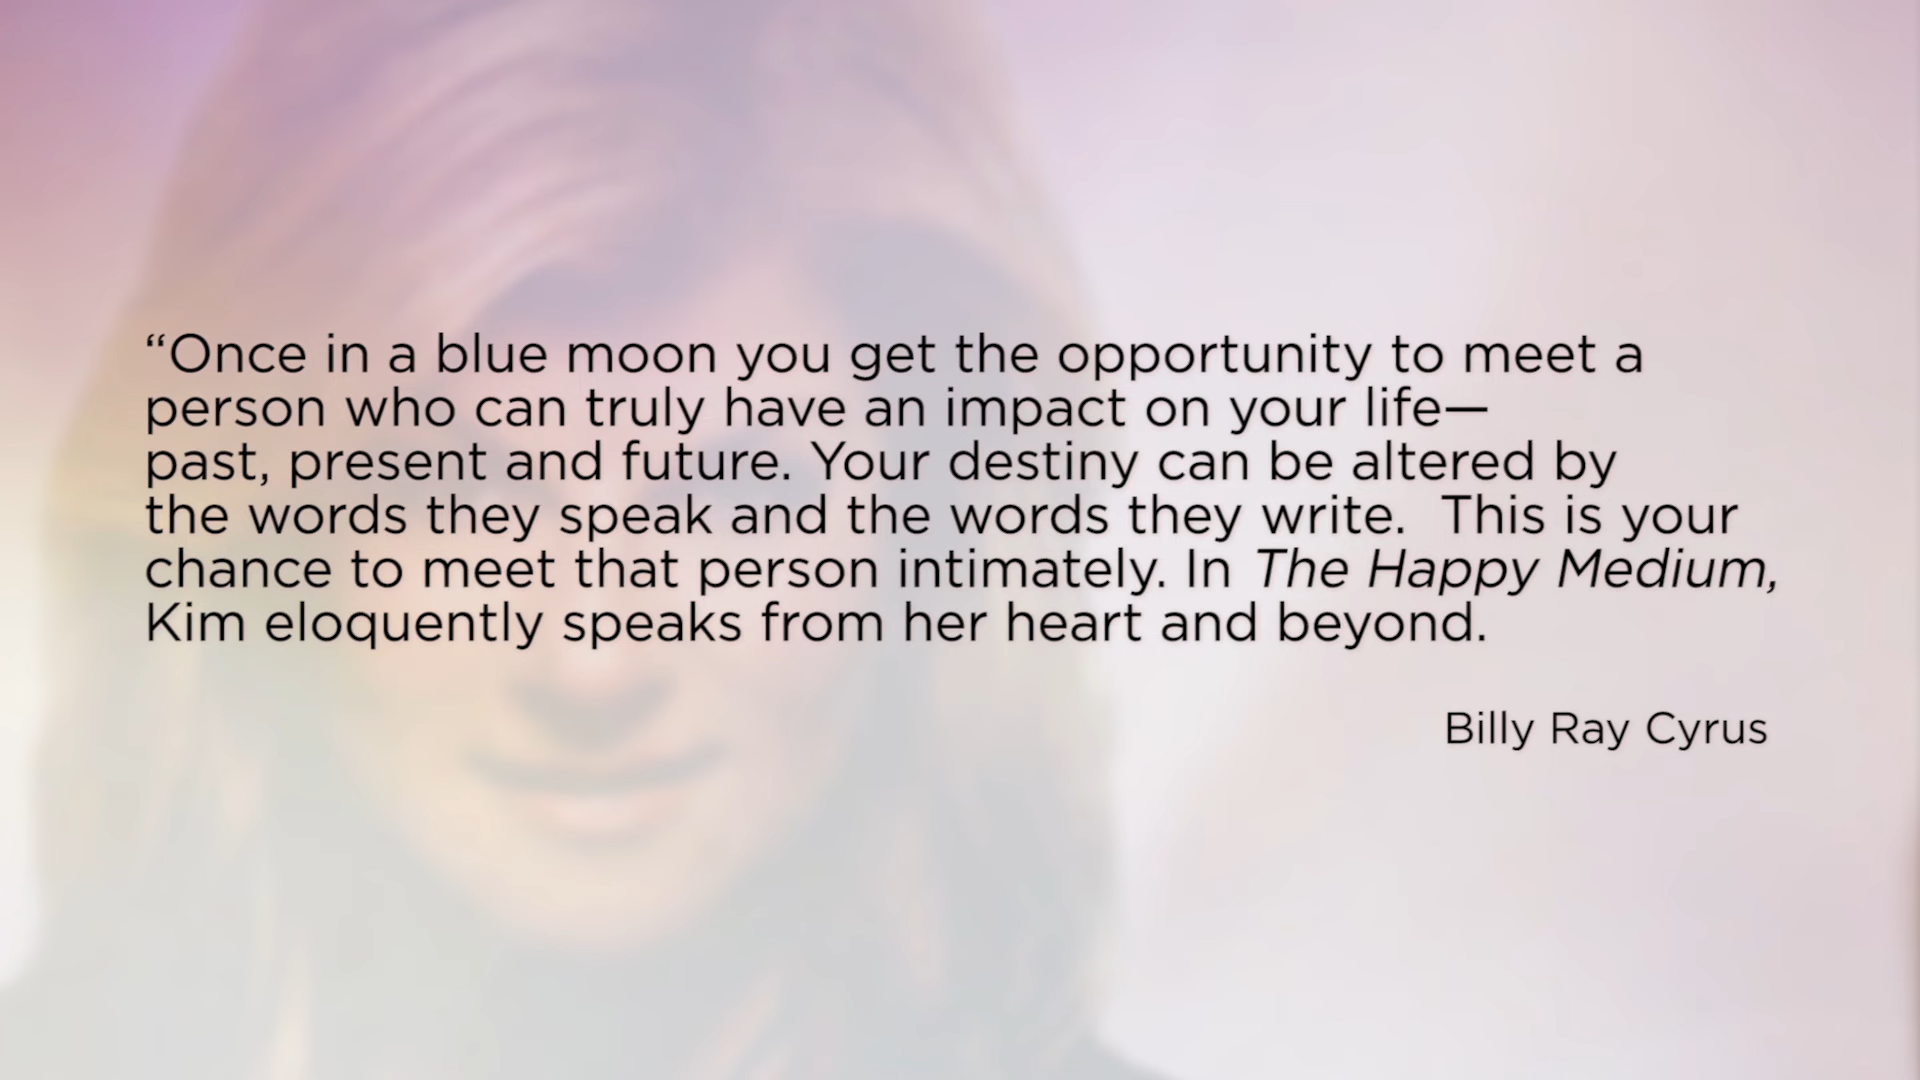 “Once in a blue moon you get the opportunity to meet a
person who can truly have an impact on your life—
past, present and future. Your destiny can be altered by
the words they speak and the words they write.  This is your
chance to meet that person intimately. In The Happy Medium,
Kim eloquently speaks from her heart and beyond.
Billy Ray Cyrus